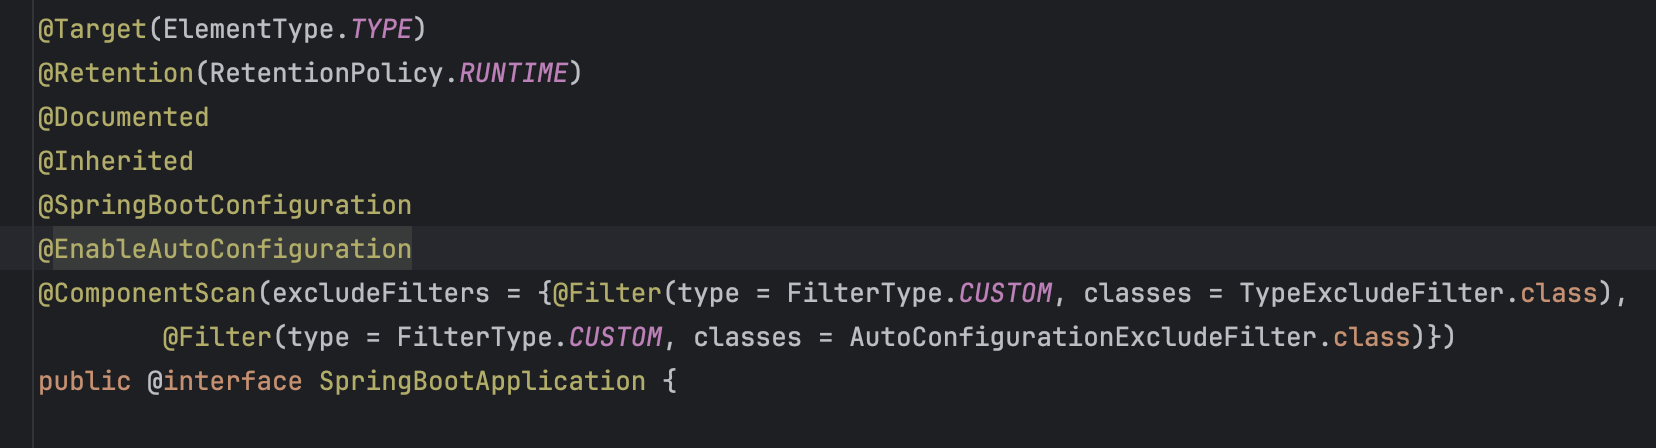 @Target(ElementType.TYPE)
@Retention(RetentionPolicy.RUNTIME)
@Documented
@Inherited
@SpringBootConfiguration
@EnableAutoConfiguration
@ComponentScan(excludeFilters = {@Filter(type = FilterType.CUSTOM, classes = TypeExcludeFilter.class),
        @Filter(type = FilterType.CUSTOM, classes = AutoConfigurationExcludeFilter.class)})
public @interface SpringBootApplication {